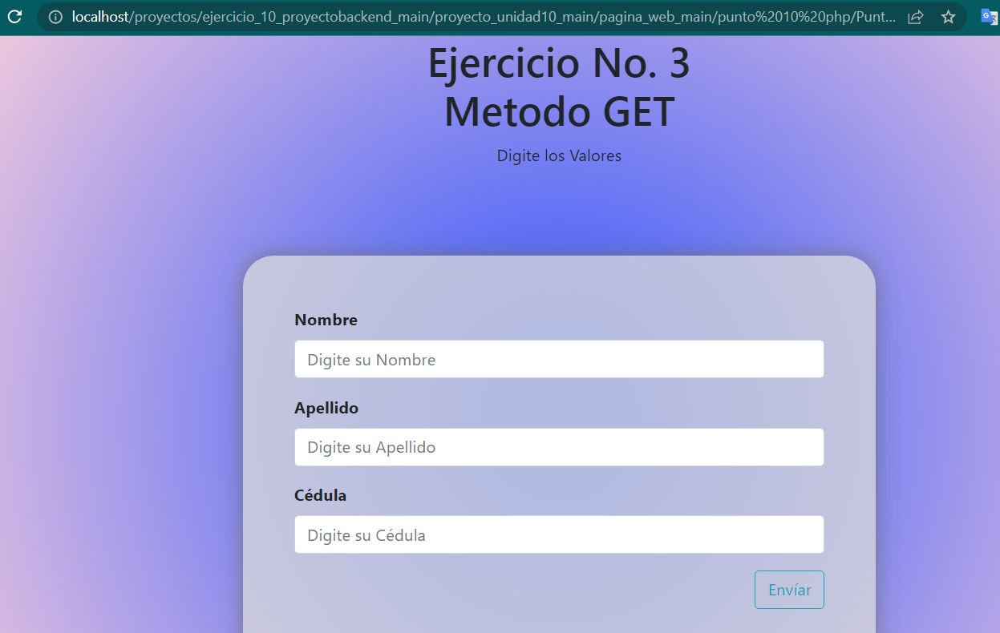 localhost/proyectos/ejercicio_10_proyectobackend_main/proyecto_unidad10_main/pagina_web_main/punto%2010%20php/Punt...
Ejercicio No. 3
Metodo GET
Digite los Valores
Nombre
Digite su Nombre
Apellido
Digite su Apellido
Cédula
Digite su Cédula
Envíar